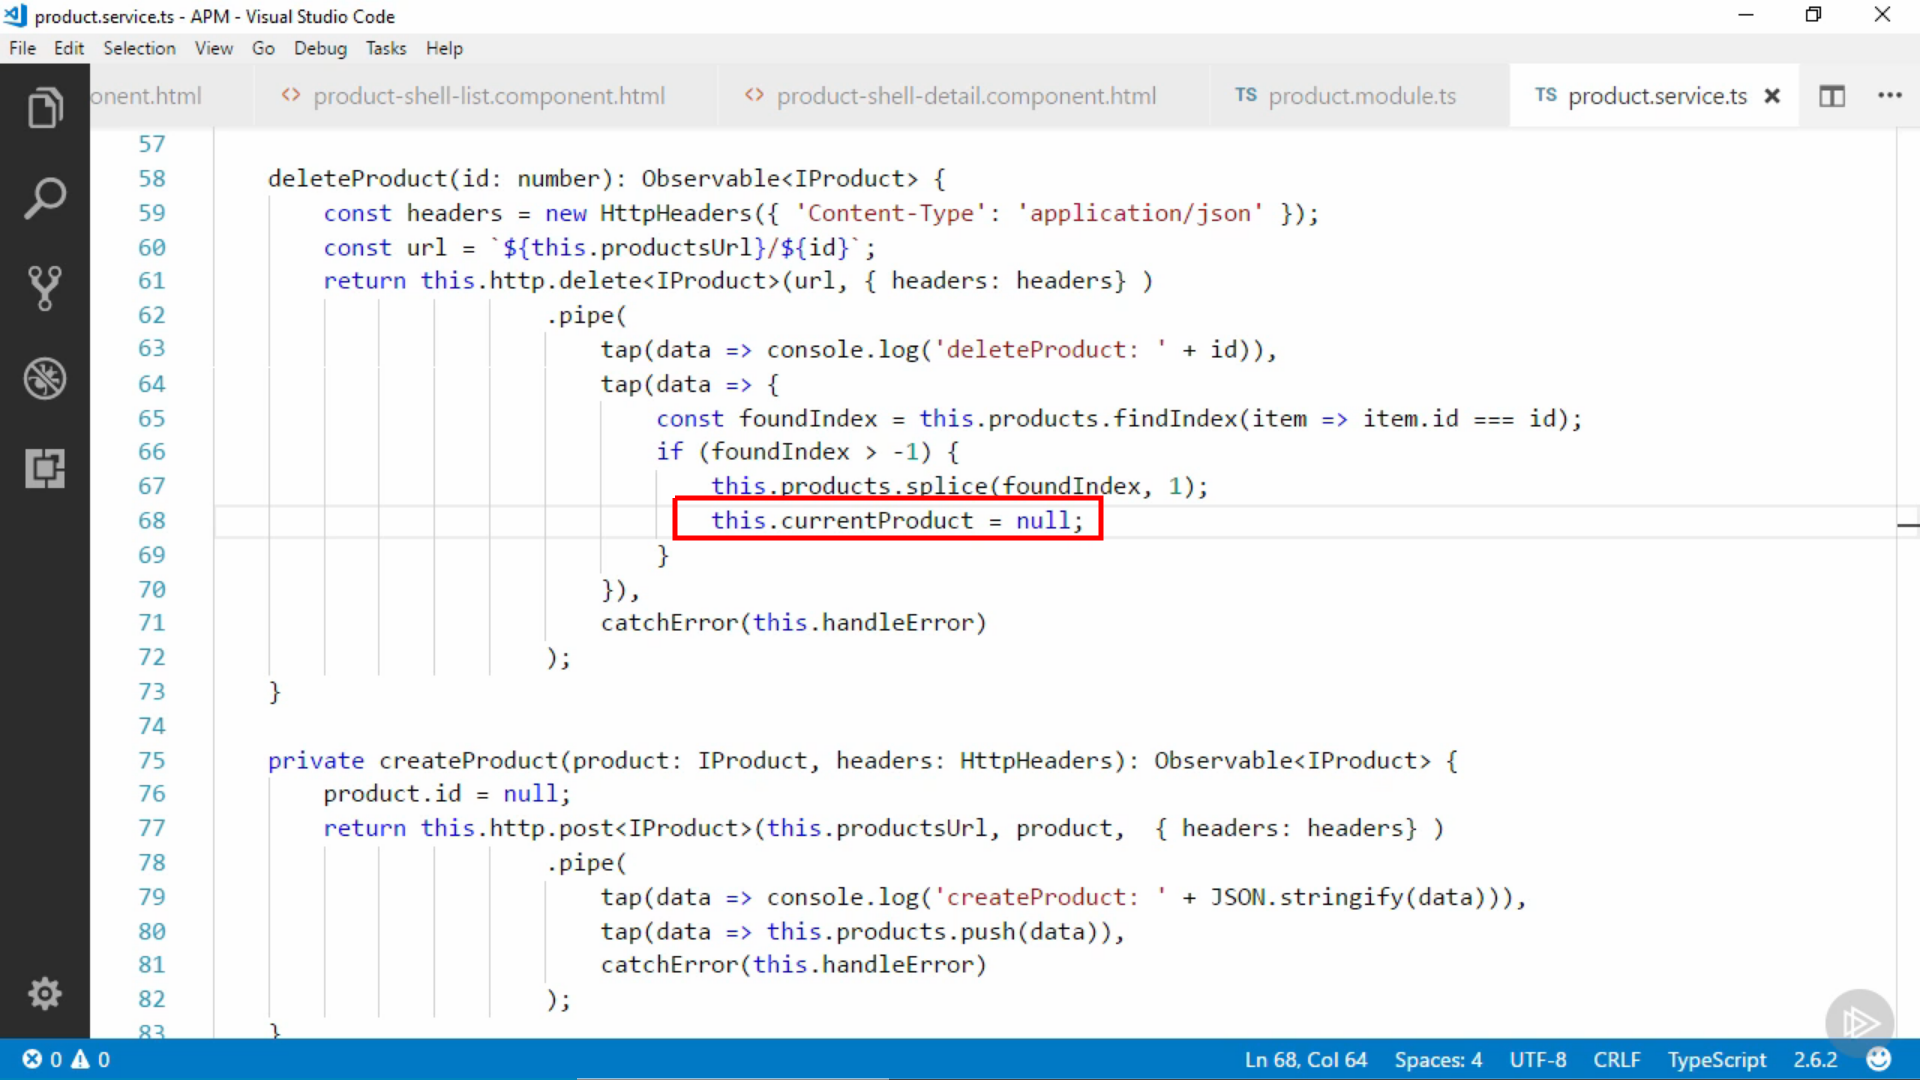 product.service.ts - APM - Visual Studio Code
File Edit Selection View Go Debug Tasks Help
onent.html <> product-shell-list.component.html <> product-shell-detail.component.html TS product.module.ts TS product.service.ts
57
58 deleteProduct(id: number): Observable<IProduct> {
59 const headers = new HttpHeaders({ 'Content-Type': 'application/json' });
60 const url = `${this.productsUrl}/${id}`;
61 return this.http.delete<IProduct>(url, { headers: headers} )
62 .pipe(
63 tap(data => console.log('deleteProduct: ' + id)),
64 tap(data => {
65 const foundIndex = this.products.findIndex(item => item.id === id);
66 if (foundIndex > -1) {
67 this.products.splice(foundIndex, 1);
68 this.currentProduct = null;
69 }
70 }),
71 catchError(this.handleError)
72 );
73 }
74
75 private createProduct(product: IProduct, headers: HttpHeaders): Observable<IProduct> {
76 product.id = null;
77 return this.http.post<IProduct>(this.productsUrl, product, { headers: headers} )
78 .pipe(
79 tap(data => console.log('createProduct: ' + JSON.stringify(data))),
80 tap(data => this.products.push(data)),
81 catchError(this.handleError)
82 );
83 }
0 0 Ln 68, Col 64 Spaces: 4 UTF-8 CRLF TypeScript 2.6.2